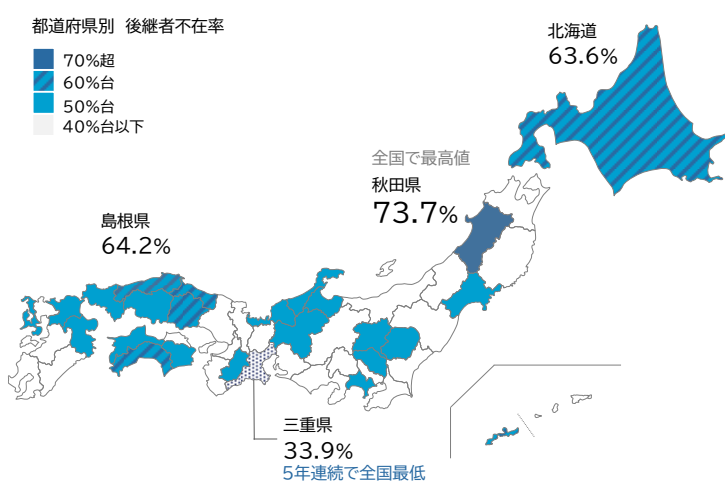 都道府県別 後継者不在率
70%超
60%台
50%台
40%台以下
北海道
63.6%
全国で最高値
秋田県
73.7%
島根県
64.2%
三重県
33.9%
5年連続で全国最低